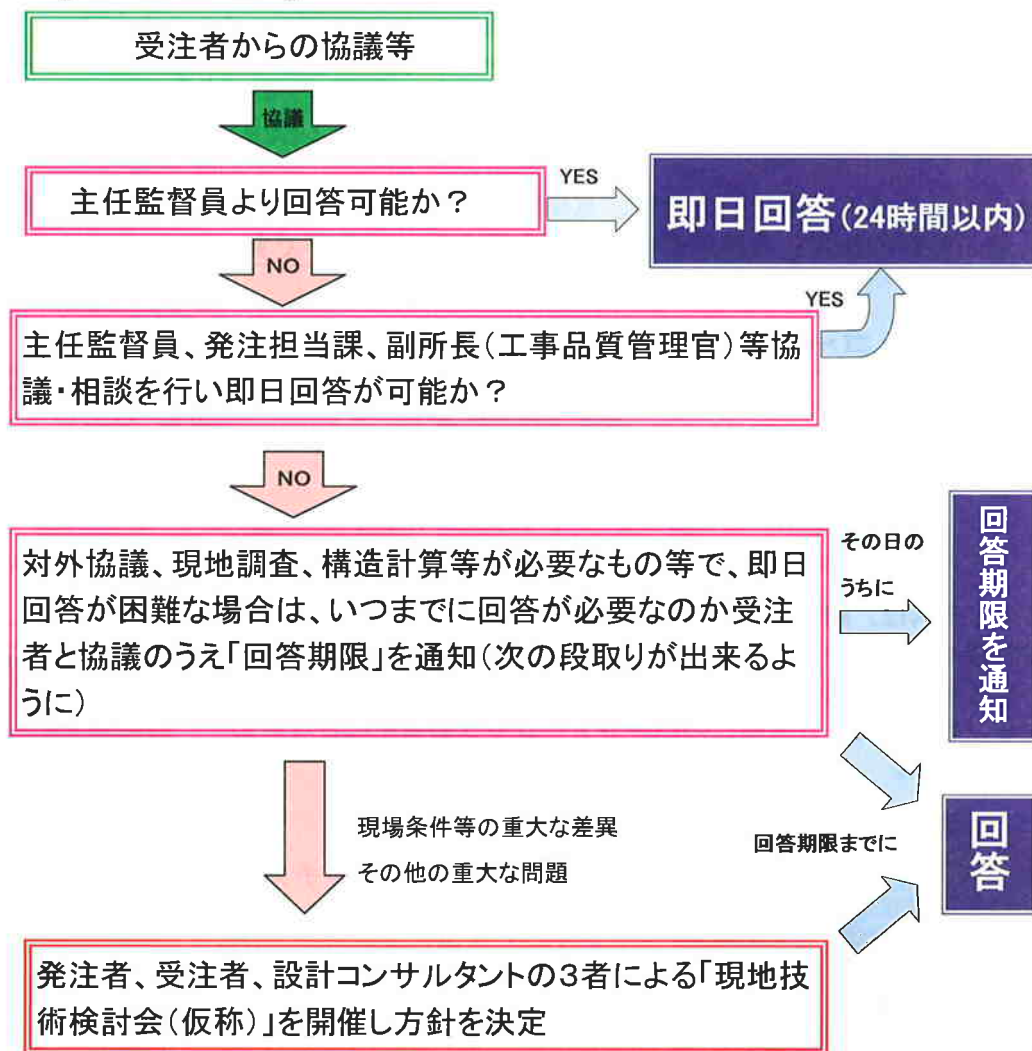 受注者からの協議等
協議
主任監督員より回答可能か？
YES
即日回答(24時間以内)
NO
YES
主任監督員、発注担当課、副所長(工事品質管理官)等協
議・相談を行い即日回答が可能か？
NO
対外協議、現地調査、構造計算等が必要なもの等で、即日
回答が困難な場合は、いつまでに回答が必要なのか受注
者と協議のうえ「回答期限」を通知(次の段取りが出来るよ
うに)
その日の
うちに
回答期限を通知
現場条件等の重大な差異
その他の重大な問題
回答期限までに
回答
発注者、受注者、設計コンサルタントの３者による「現地技
術検討会(仮称)」を開催し方針を決定